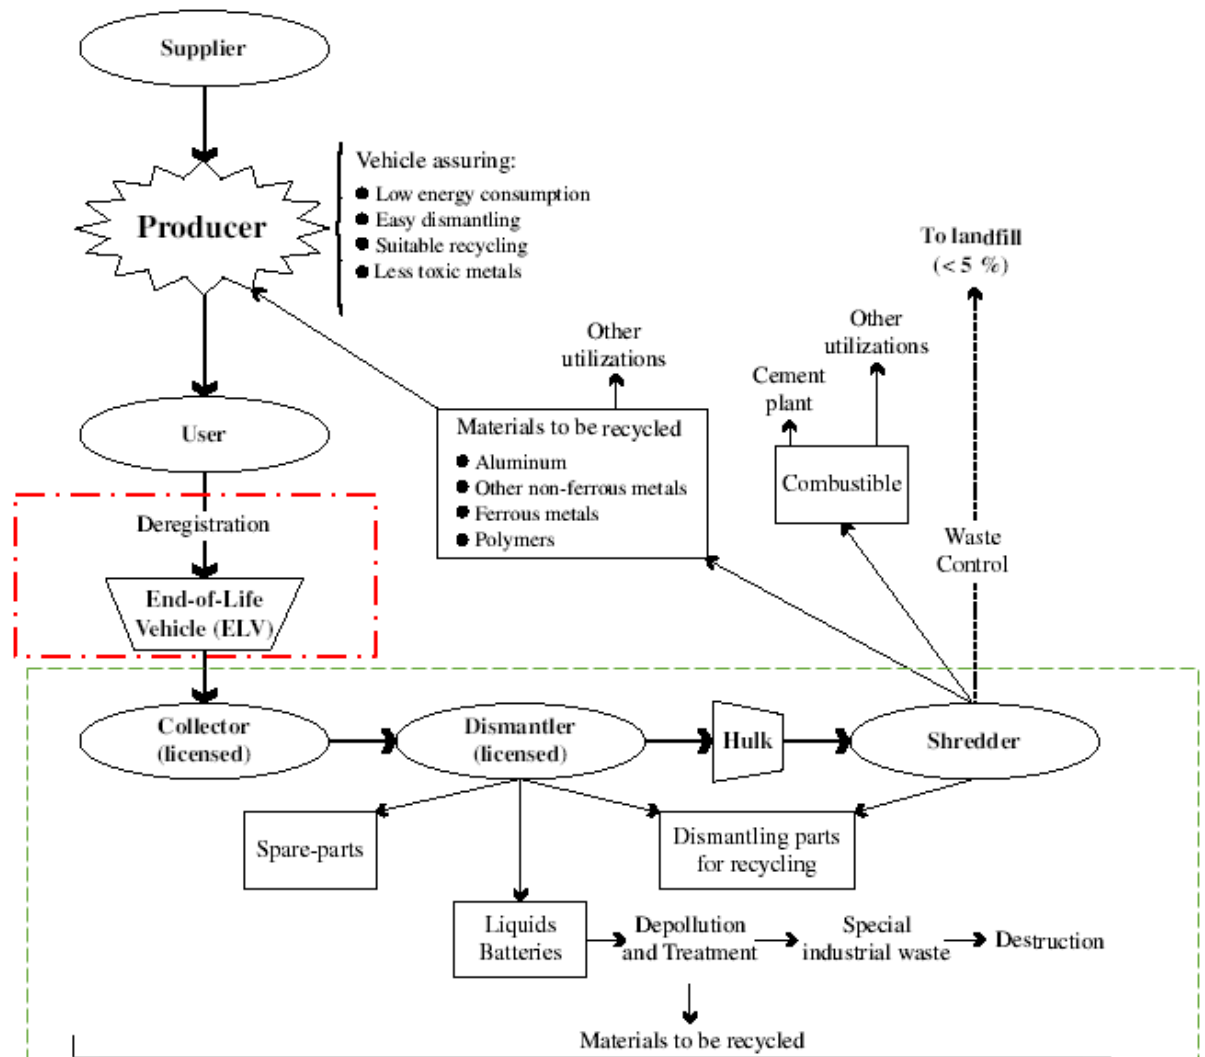 Supplier
Producer
Vehicle assuring:
● Low energy consumption
● Easy dismantling
● Suitable recycling
● Less toxic metals
To landfill
(< 5 %)
Other
utilizations
Other
utilizations
Cement
plant
User
Materials to be recycled
● Aluminum
● Other non-ferrous metals
● Ferrous metals
● Polymers
Combustible
Deregistration
Waste
Control
End-of-Life
Vehicle (ELV)
Collector
(licensed)
Dismantler
(licensed)
Hulk
Shredder
Spare-parts
Dismantling parts
for recycling
Liquids
Batteries
Depollution
and Treatment
Special
industrial waste
Destruction
Materials to be recycled